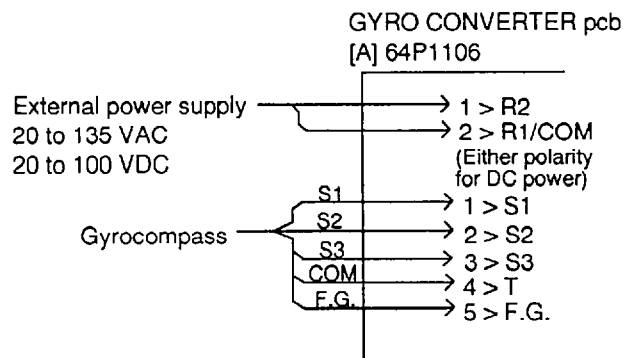 GYRO CONVERTER pcb
[A] 64P1106
External power supply
20 to 135 VAC
20 to 100 VDC
1 > R2
2 > R1/COM
(Either polarity
for DC power)
Gyrocompass
S1
1 > S1
S2
2 > S2
S3
3 > S3
COM
4 > T
F.G.
5 > F.G.